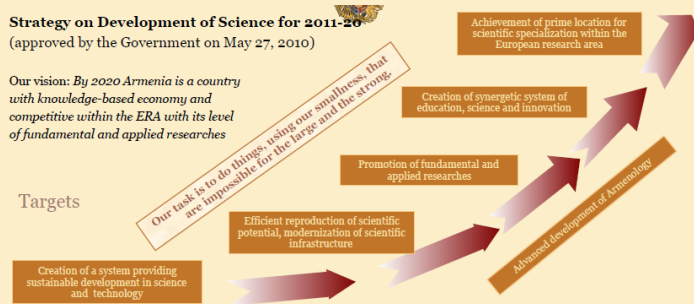 Strategy on Development of Science for 2011-20
(approved by the Government on May 27, 2010)
Our vision: By 2020 Armenia is a country
with knowledge-based economy and
competitive within the ERA with its level
of fundamental and applied researches
Achievement of prime location for
scientific specialization within the
European research area
Our task is to do things, using our smallness, that
are impossible for the large and the strong.
Creation of synergetic system of
education, science and innovation
Promotion of fundamental and
applied researches
Advanced development of Armenology
Targets
Efficient reproduction of scientific
potential, modernization of scientific
infrastructure
Creation of a system providing
sustainable development in science
and technology